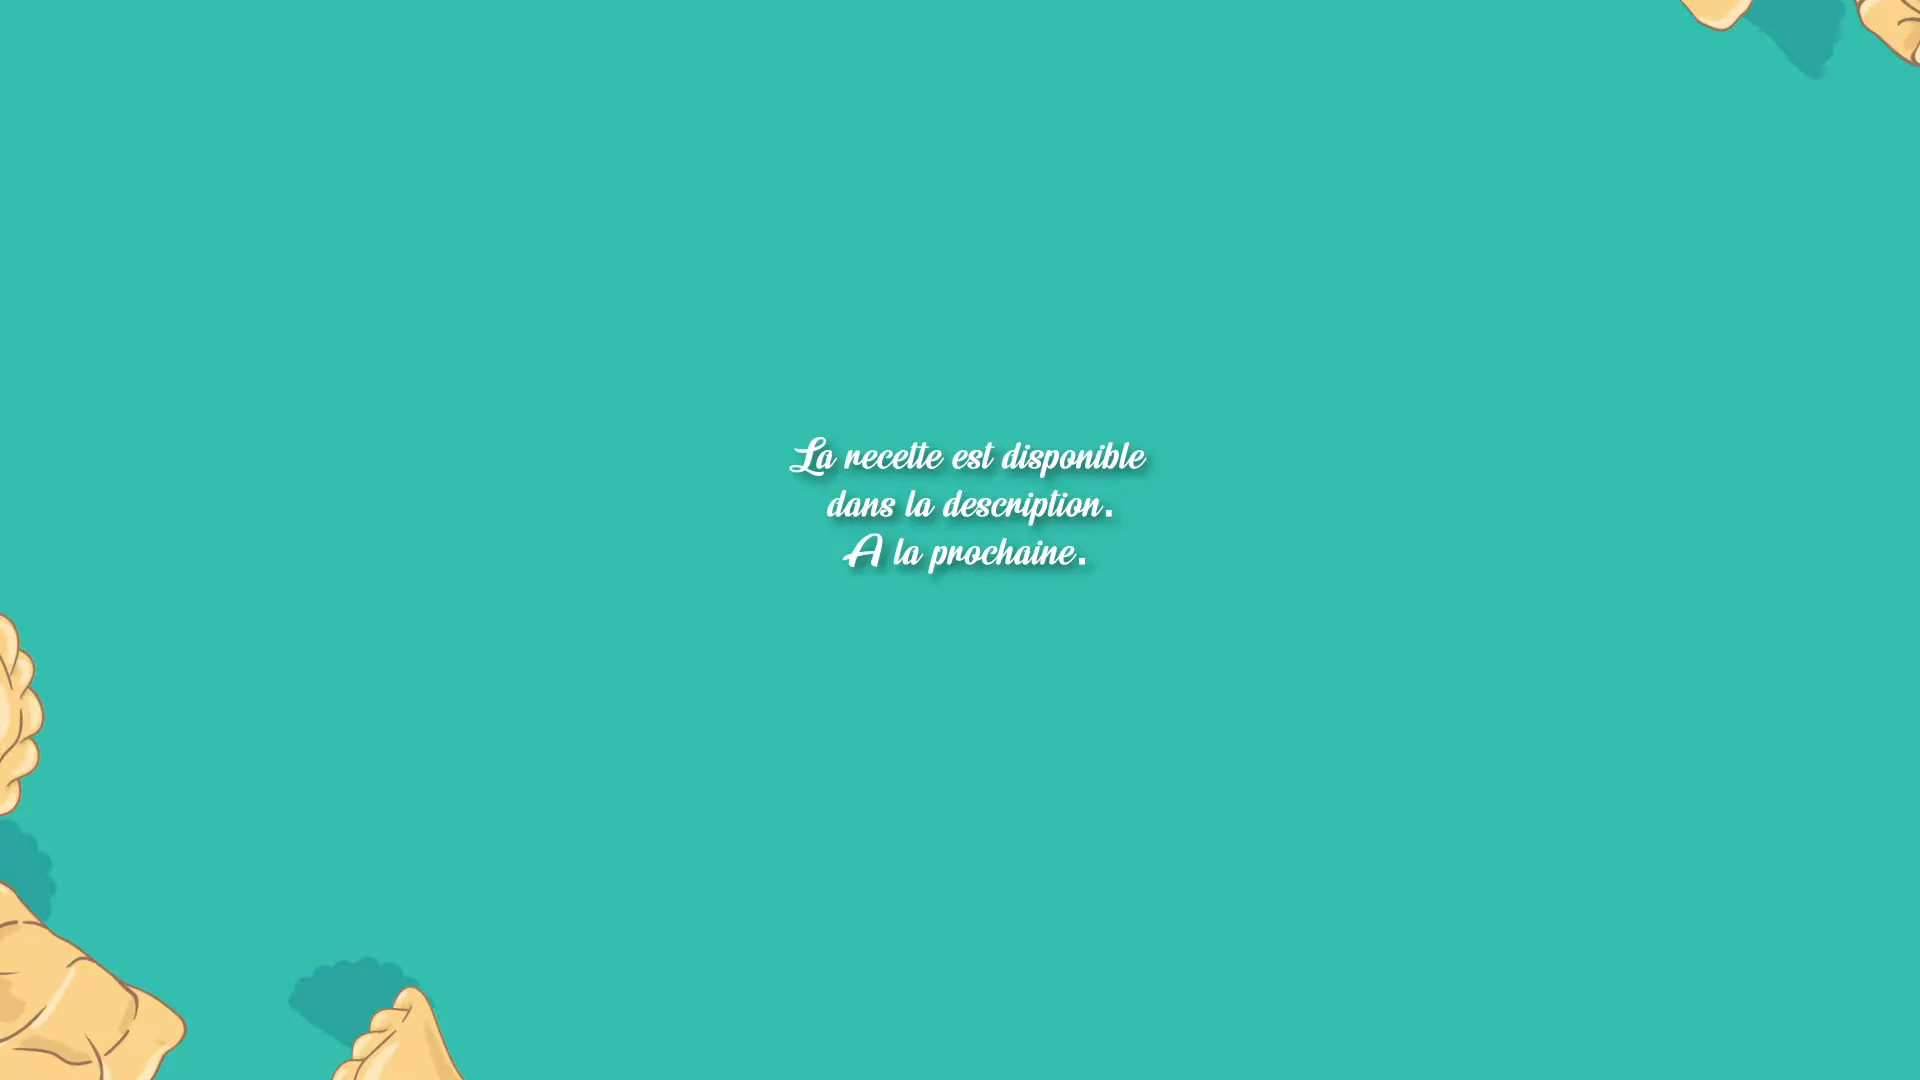 La recette est disponible
dans la description.
A la prochaine.